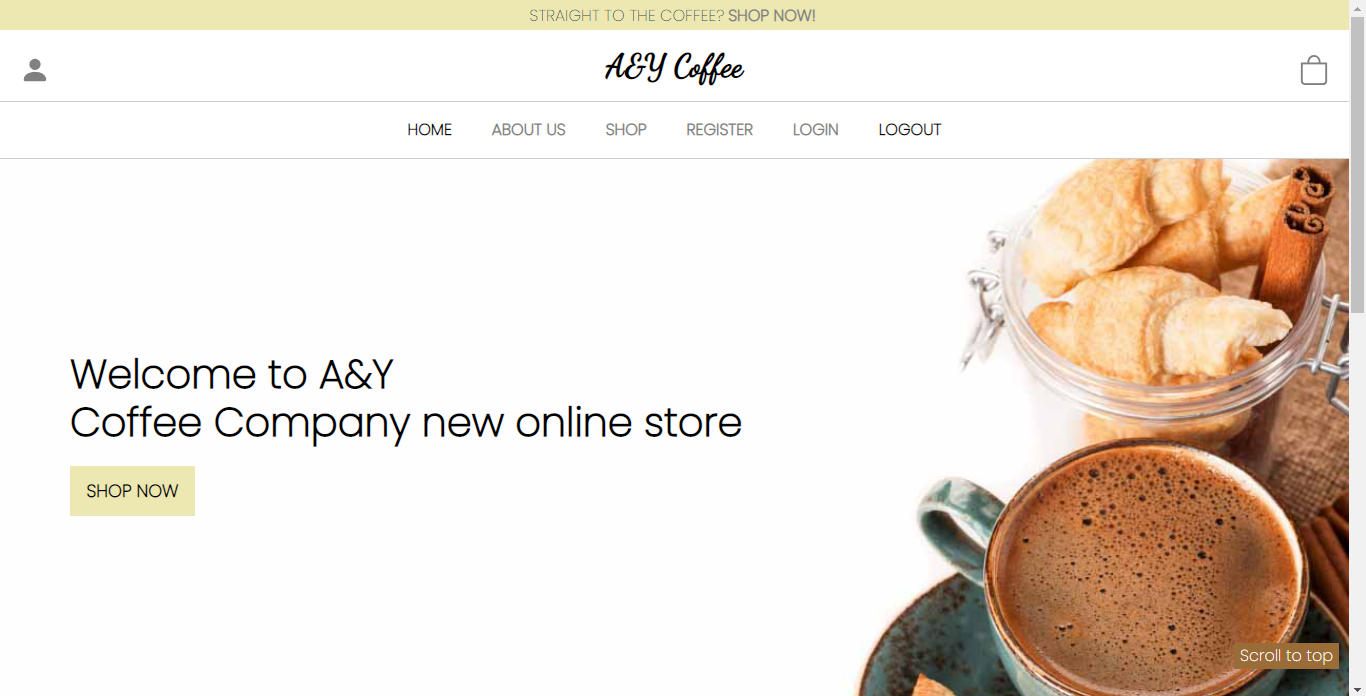 STRAIGHT TO THE COFFEE? SHOP NOW!
A&Y Coffee
HOME ABOUT US SHOP REGISTER LOGIN LOGOUT
Welcome to A&Y
Coffee Company new online store
SHOP NOW
Scroll to top